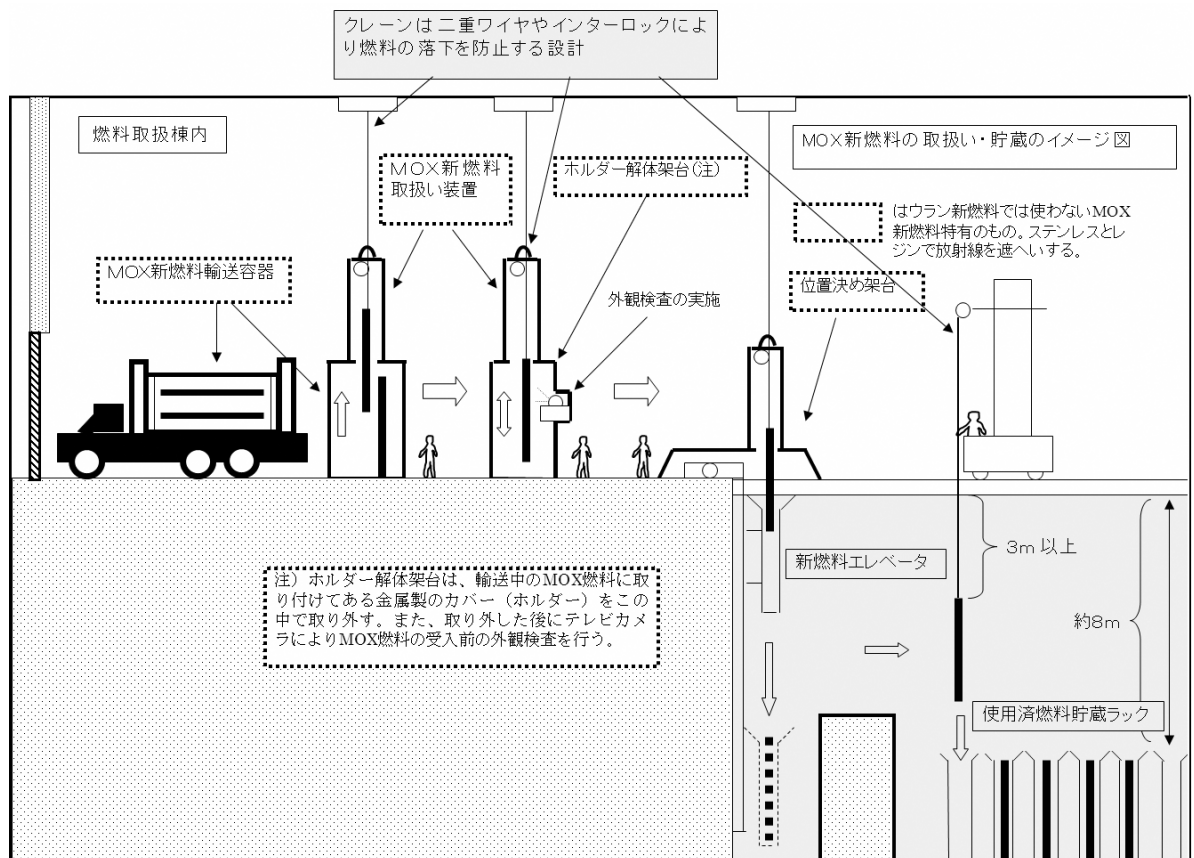 クレーンは二重ワイヤやインターロックによ
り燃料の落下を防止する設計
燃料取扱棟内
MOX新燃料の取扱い・貯蔵のイメージ図
MOX新燃料
取扱い装置
ホルダー解体架台(注)
はウラン新燃料では使わないMOX
新燃料特有のもの。ステンレスとレ
ジンで放射線を遮へいする。
MOX新燃料輸送容器
外観検査の実施
位置決め架台
3m以上
新燃料エレベータ
注）ホルダー解体架台は、輸送中のMOX燃料に取
り付けてある金属製のカバー（ホルダー）をこの
中で取り外す。また、取り外した後にテレビカメ
ラによりMOX燃料の受入前の外観検査を行う。
約8m
使用済燃料貯蔵ラック